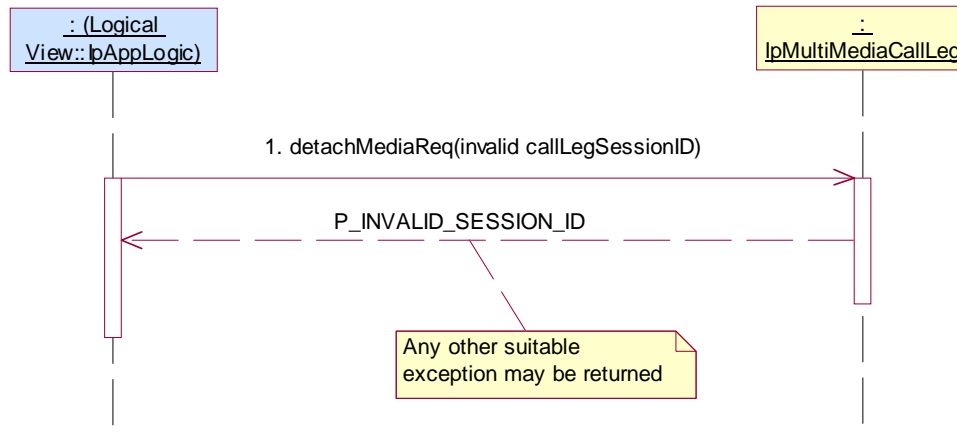 : (Logical
View::IpAppLogic)
:
IpMultiMediaCallLeg
1. detachMediaReq(invalid callLegSessionID)
P_INVALID_SESSION_ID
Any other suitable
exception may be returned